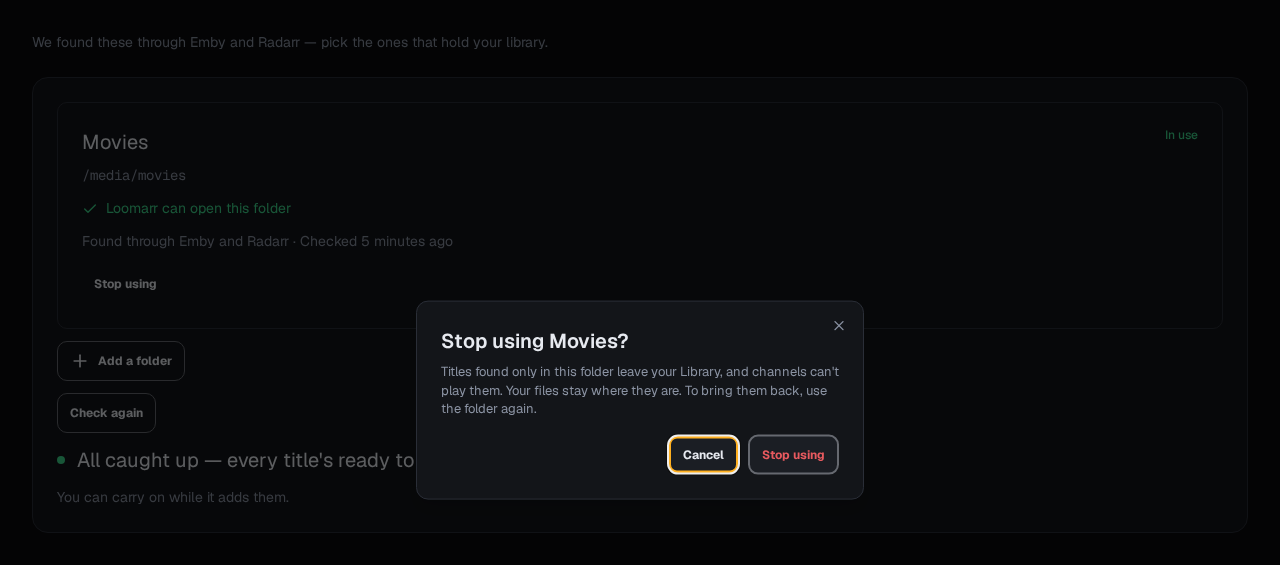 We found these through Emby and Radarr — pick the ones that hold your library.
Movies
In use
/media/movies
Loomarr can open this folder
Found through Emby and Radarr · Checked 5 minutes ago
Stop using
Add a folder
Check again
All caught up — every title's ready to
You can carry on while it adds them.
Stop using Movies?
Titles found only in this folder leave your Library, and channels can't
play them. Your files stay where they are. To bring them back, use
the folder again.
Cancel
Stop using